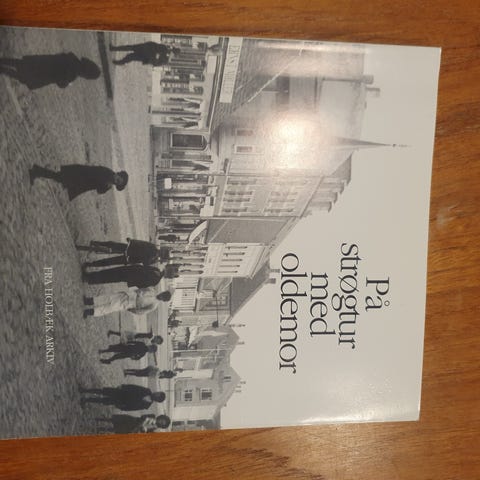 På
strøgtur
med
oldemor
FRA HOLBÆK ARKIV